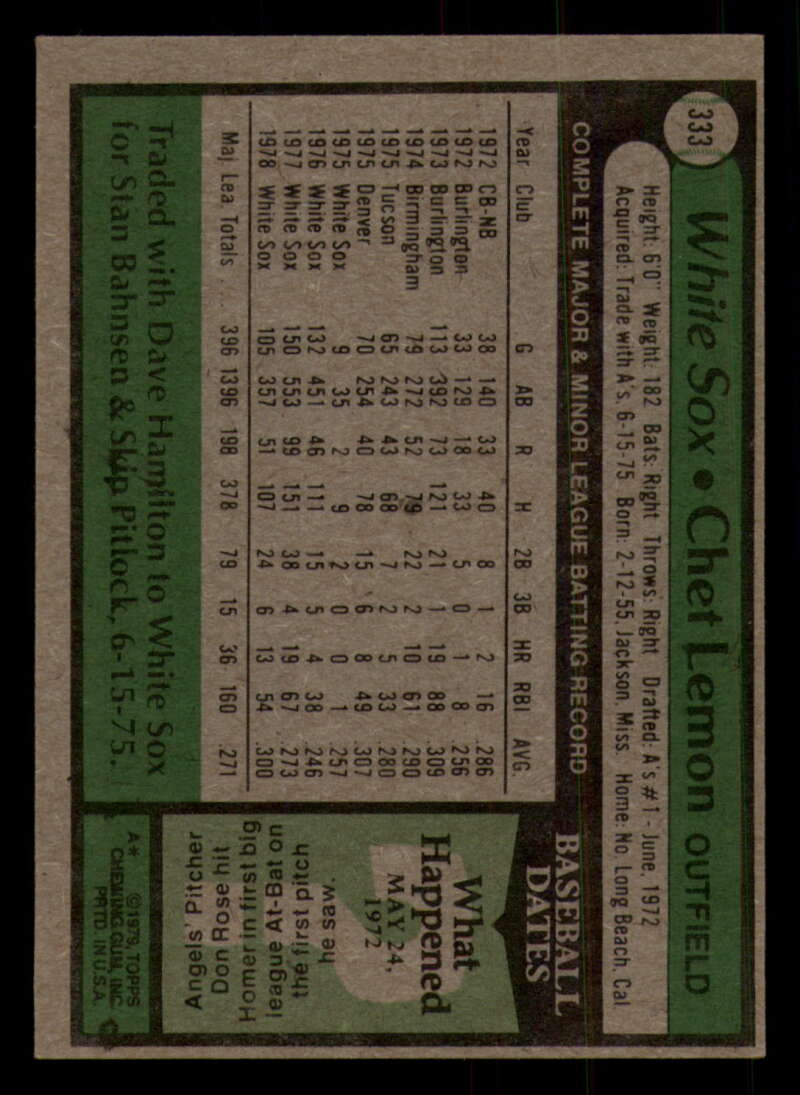 333
White Sox • Chet Lemon OUTFIELD
Height: 6'0" Weight: 182 Bats: Right Throws: Right Drafted: A's #1 - June, 1972
Acquired: Trade with A's, 6-15-75 Born: 2-12-55, Jackson, Miss. Home: No. Long Beach, Cal
COMPLETE MAJOR & MINOR LEAGUE BATTING RECORD
Year Club G AB R H 2B 3B HR RBI AVG.
1972 CB-NB 38 140 33 40 8 1 2 16 .286
1972 Burlington 33 129 18 33 5 0 1 8 .256
1973 Burlington 113 392 73 121 21 1 19 88 .309
1974 Birmingham 79 272 52 79 22 2 10 61 .290
1975 Tucson 65 243 43 68 7 2 5 33 .280
1975 Denver 70 254 40 78 15 6 8 49 .307
1975 White Sox 9 35 2 9 2 0 0 1 .257
1976 White Sox 132 451 46 111 15 5 4 38 .246
1977 White Sox 150 553 99 151 38 4 19 67 .273
1978 White Sox 105 357 51 107 24 6 13 54 .300
Maj. Lea. Totals . . . 396 1396 198 378 79 15 36 160 .271
Traded with Dave Hamilton to White Sox
for Stan Bahnsen & Skip Pitlock, 6-15-75.
BASEBALL
DATES
What
Happened
MAY 24,
1972
Angels' Pitcher
Don Rose hit
Homer in first big
league At-Bat on
the first pitch
he saw.
A** ©1979, TOPPS
CHEWING GUM, INC.
PRTD. IN U.S.A.